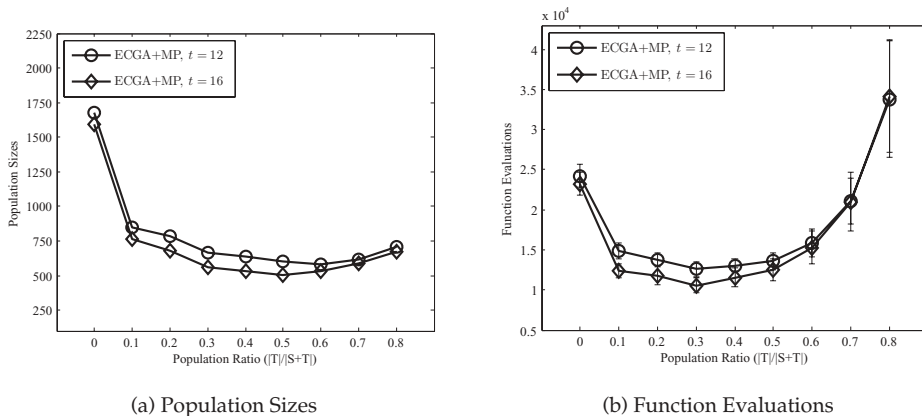 2250
2000
1750
1500
1250
1000
750
500
250
Population Sizes
ECGA+MP, t = 12
ECGA+MP, t = 16
0 0.1 0.2 0.3 0.4 0.5 0.6 0.7 0.8
Population Ratio (|T|/|S+T|)
(a) Population Sizes
x 10^4
4
3.5
3
2.5
2
1.5
1
0.5
Function Evaluations
ECGA+MP, t = 12
ECGA+MP, t = 16
0 0.1 0.2 0.3 0.4 0.5 0.6 0.7 0.8
Population Ratio (|T|/|S+T|)
(b) Function Evaluations